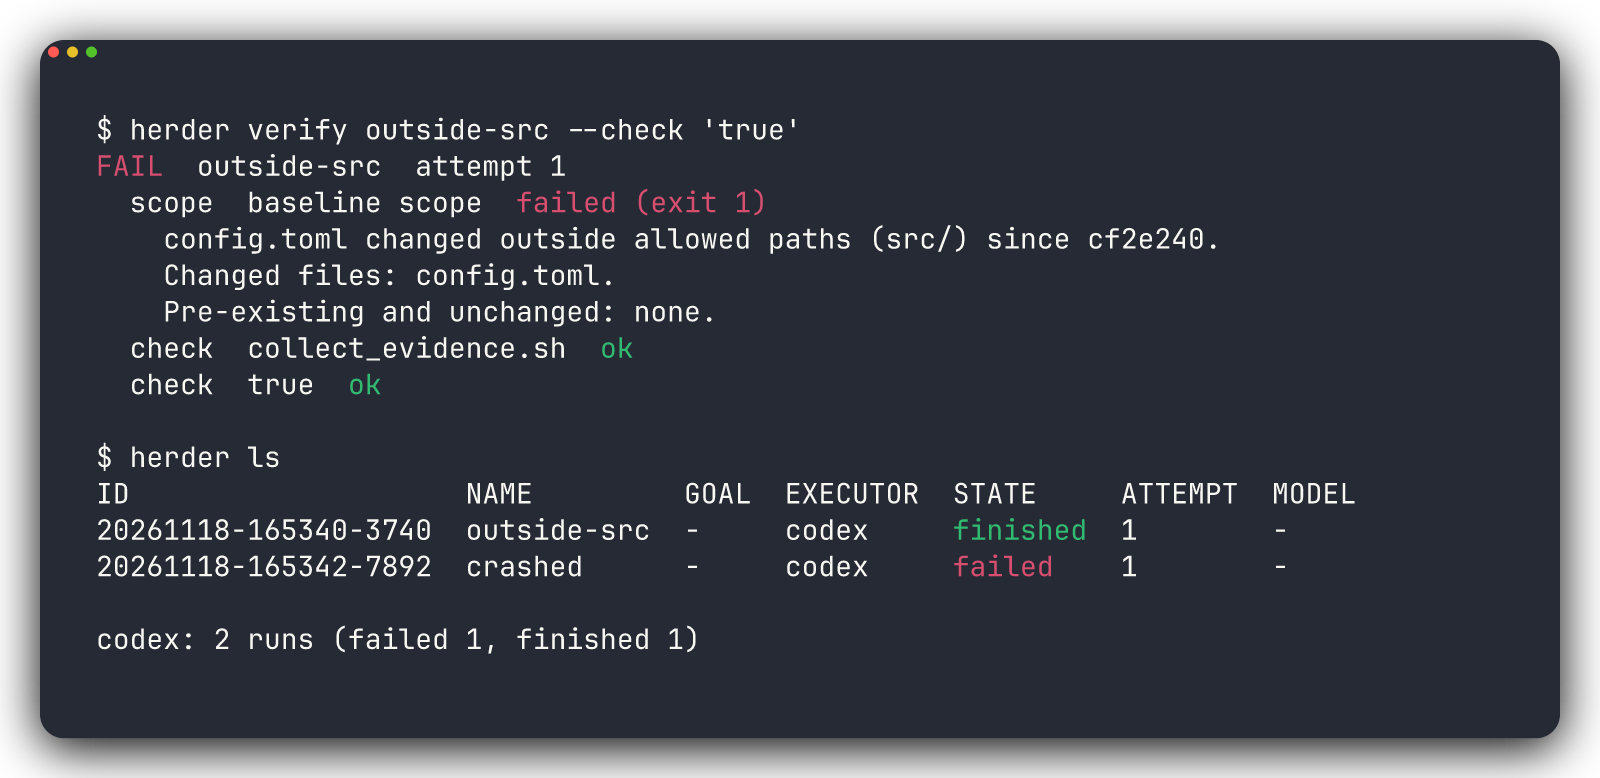 $ herder verify outside-src --check 'true'
FAIL  outside-src  attempt 1
  scope  baseline scope  failed (exit 1)
    config.toml changed outside allowed paths (src/) since cf2e240.
    Changed files: config.toml.
    Pre-existing and unchanged: none.
  check  collect_evidence.sh  ok
  check  true  ok

$ herder ls
ID                    NAME         GOAL  EXECUTOR  STATE     ATTEMPT  MODEL
20261118-165340-3740  outside-src  -     codex     finished  1        -
20261118-165342-7892  crashed      -     codex     failed    1        -

codex: 2 runs (failed 1, finished 1)